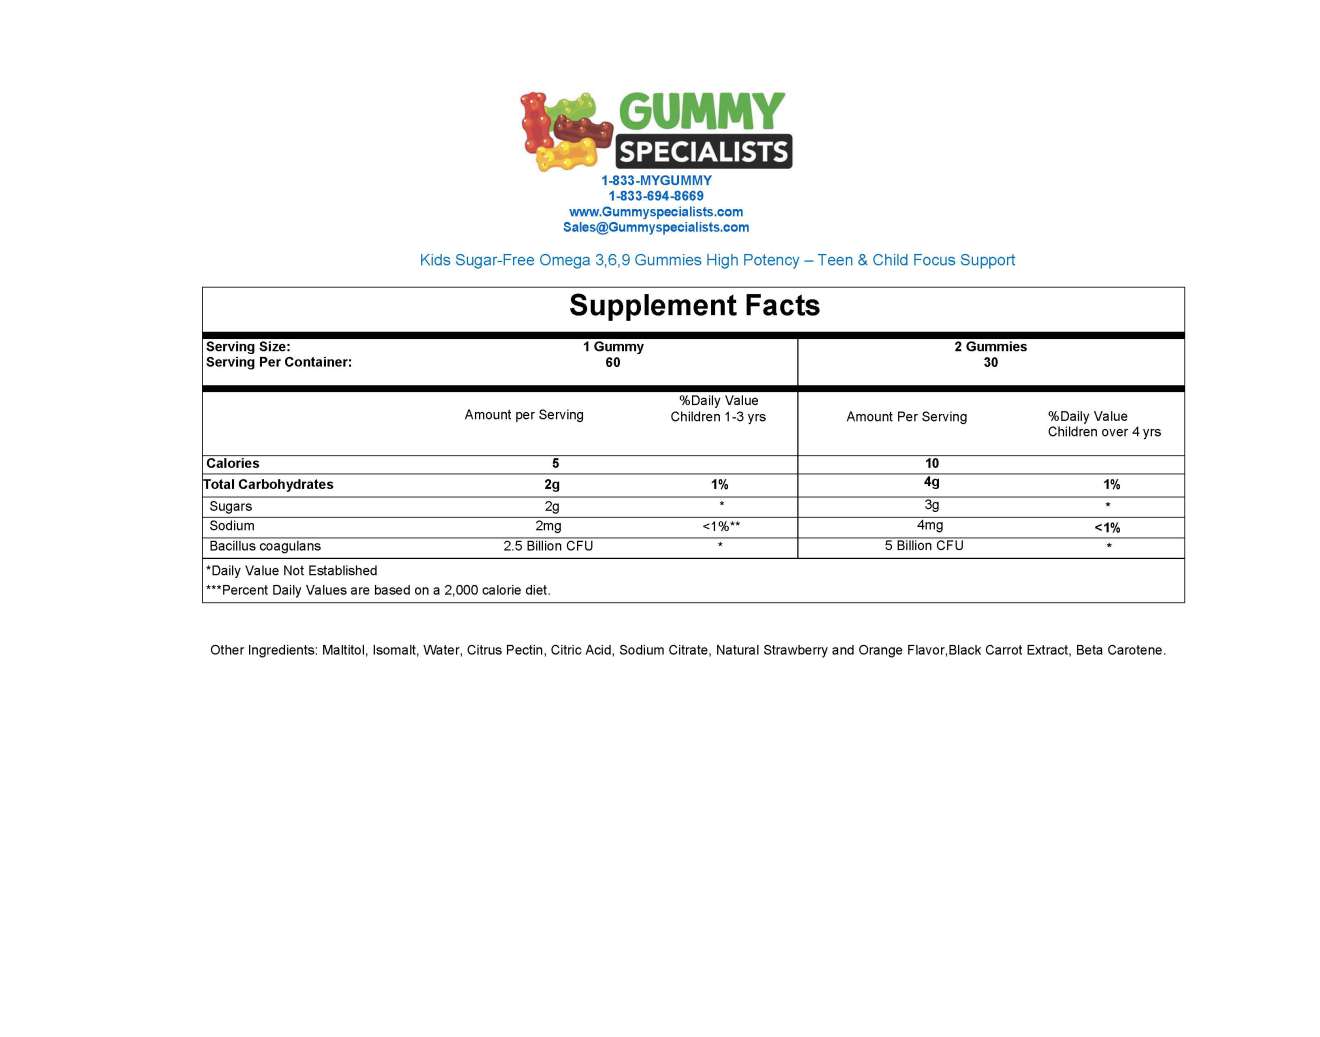 GUMMY
SPECIALISTS
1-833-MYGUMMY
1-833-694-8669
www.Gummyspecialists.com
Sales@Gummyspecialists.com
Kids Sugar-Free Omega 3,6,9 Gummies High Potency – Teen & Child Focus Support
Supplement Facts
Serving Size: 1 Gummy 2 Gummies
Serving Per Container: 60 30
Amount per Serving %Daily Value Children 1-3 yrs Amount Per Serving %Daily Value Children over 4 yrs
Calories 5 10
Total Carbohydrates 2g 1% 4g 1%
Sugars 2g * 3g *
Sodium 2mg <1%** 4mg <1%
Bacillus coagulans 2.5 Billion CFU * 5 Billion CFU *
*Daily Value Not Established
***Percent Daily Values are based on a 2,000 calorie diet.
Other Ingredients: Maltitol, Isomalt, Water, Citrus Pectin, Citric Acid, Sodium Citrate, Natural Strawberry and Orange Flavor,Black Carrot Extract, Beta Carotene.